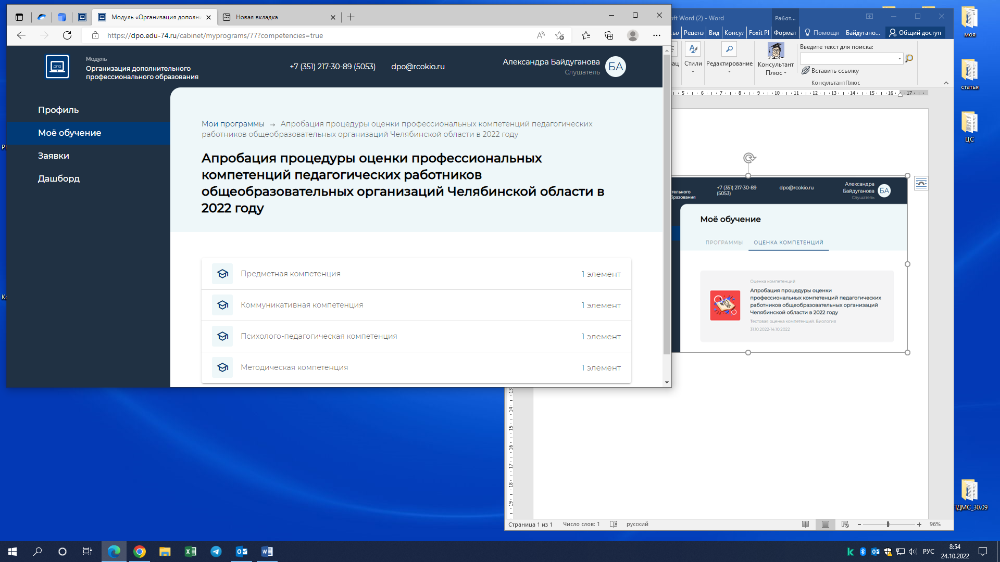 Модуль «Организация дополни
Новая вкладка
https://dpo.edu-74.ru/cabinet/myprograms/77?competencies=true
Модуль
Организация дополнительного
профессионального образования
+7 (351) 217-30-89 (5053)
dpo@rcokio.ru
Александра Байдуганова
Слушатель
БА
Профиль
Моё обучение
Заявки
Дашборд
Мои программы → Апробация процедуры оценки профессиональных компетенций педагогических
работников общеобразовательных организаций Челябинской области в 2022 году
Апробация процедуры оценки профессиональных
компетенций педагогических работников
общеобразовательных организаций Челябинской области в
2022 году
Предметная компетенция 1 элемент
Коммуникативная компетенция 1 элемент
Психолого-педагогическая компетенция 1 элемент
Методическая компетенция 1 элемент
oft Word (2) - Word
Работ...
Реценз Вид Консул Foxit PI Формат Помощн Байдугано... Общий доступ
Стили
Редактирование
Консультант
Плюс
Введите текст для поиска:
Вставить ссылку
КонсультантПлюс
5 6 7 8 9 10 11 12 13 14 15 16 17
+7 (351) 217-30-89
(5053)
dpo@rcokio.ru
Александра
Байдуганова
Слушатель
БА
Моё обучение
ПРОГРАММЫ ОЦЕНКА КОМПЕТЕНЦИЙ
Оценка компетенций
Апробация процедуры оценки
профессиональных компетенций педагогических
работников общеобразовательных организаций
Челябинской области в 2022 году
Тестовая оценка компетенций. Биология
31.10.2022-14.10.2022
13
14
15
16
17
18
19
Страница 1 из 1 Число слов: 1 русский 96%
моя
статья
ЦС
ПДМС_30.09
РУС
8:54
24.10.2022